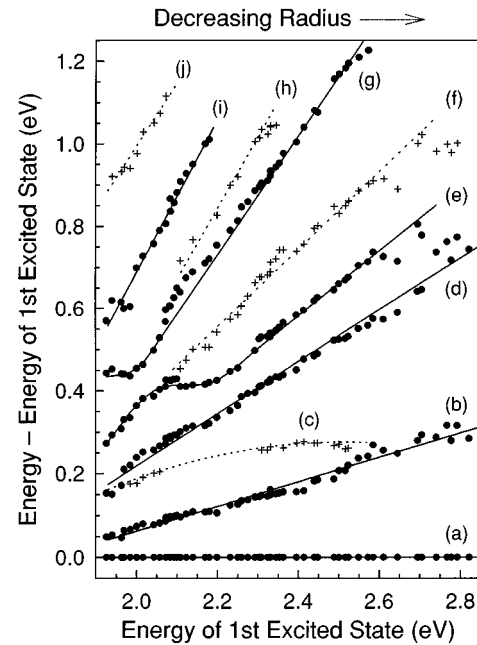 Decreasing Radius
(j)
(i)
(h)
(g)
(f)
(e)
(d)
(c)
(b)
(a)
1.2
1.0
0.8
0.6
0.4
0.2
0.0
Energy – Energy of 1st Excited State (eV)
2.0 2.2 2.4 2.6 2.8
Energy of 1st Excited State (eV)